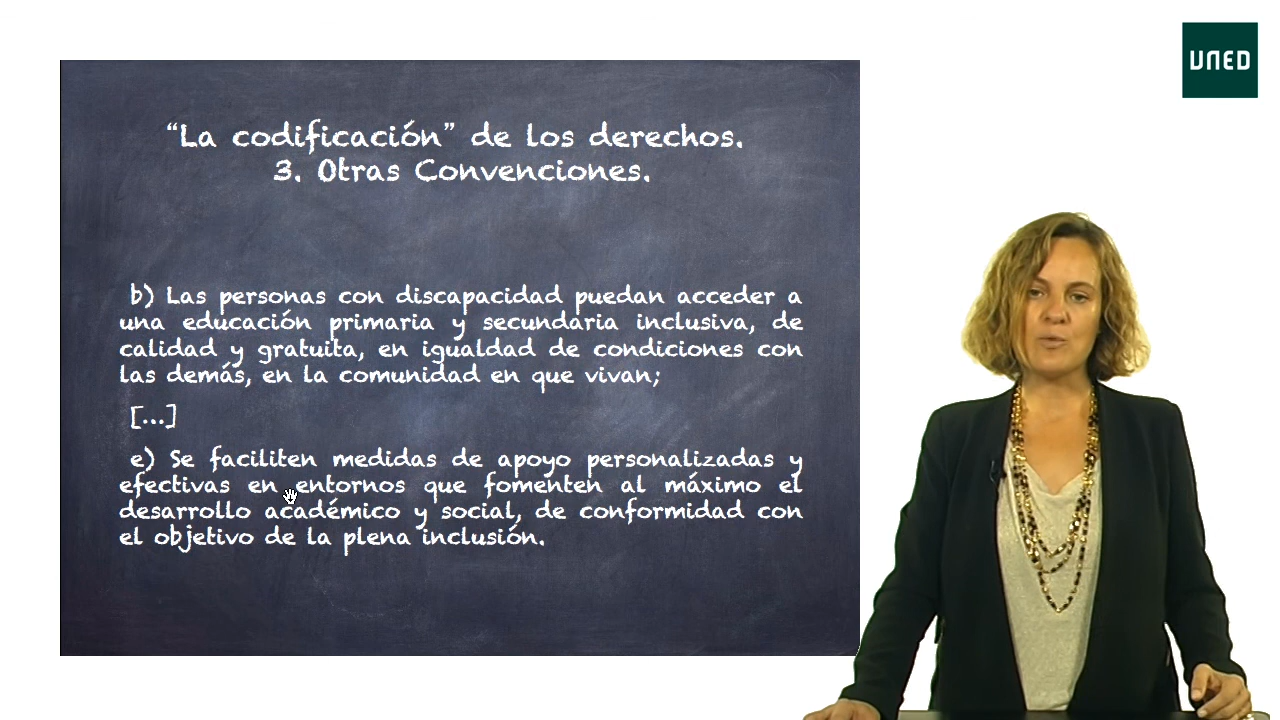 UNED
“La codificación” de los derechos.
3. Otras Convenciones.
b) Las personas con discapacidad puedan acceder a
una educación primaria y secundaria inclusiva, de
calidad y gratuita, en igualdad de condiciones con
las demás, en la comunidad en que vivan;
[...]
e) Se faciliten medidas de apoyo personalizadas y
efectivas en entornos que fomenten al máximo el
desarrollo académico y social, de conformidad con
el objetivo de la plena inclusión.